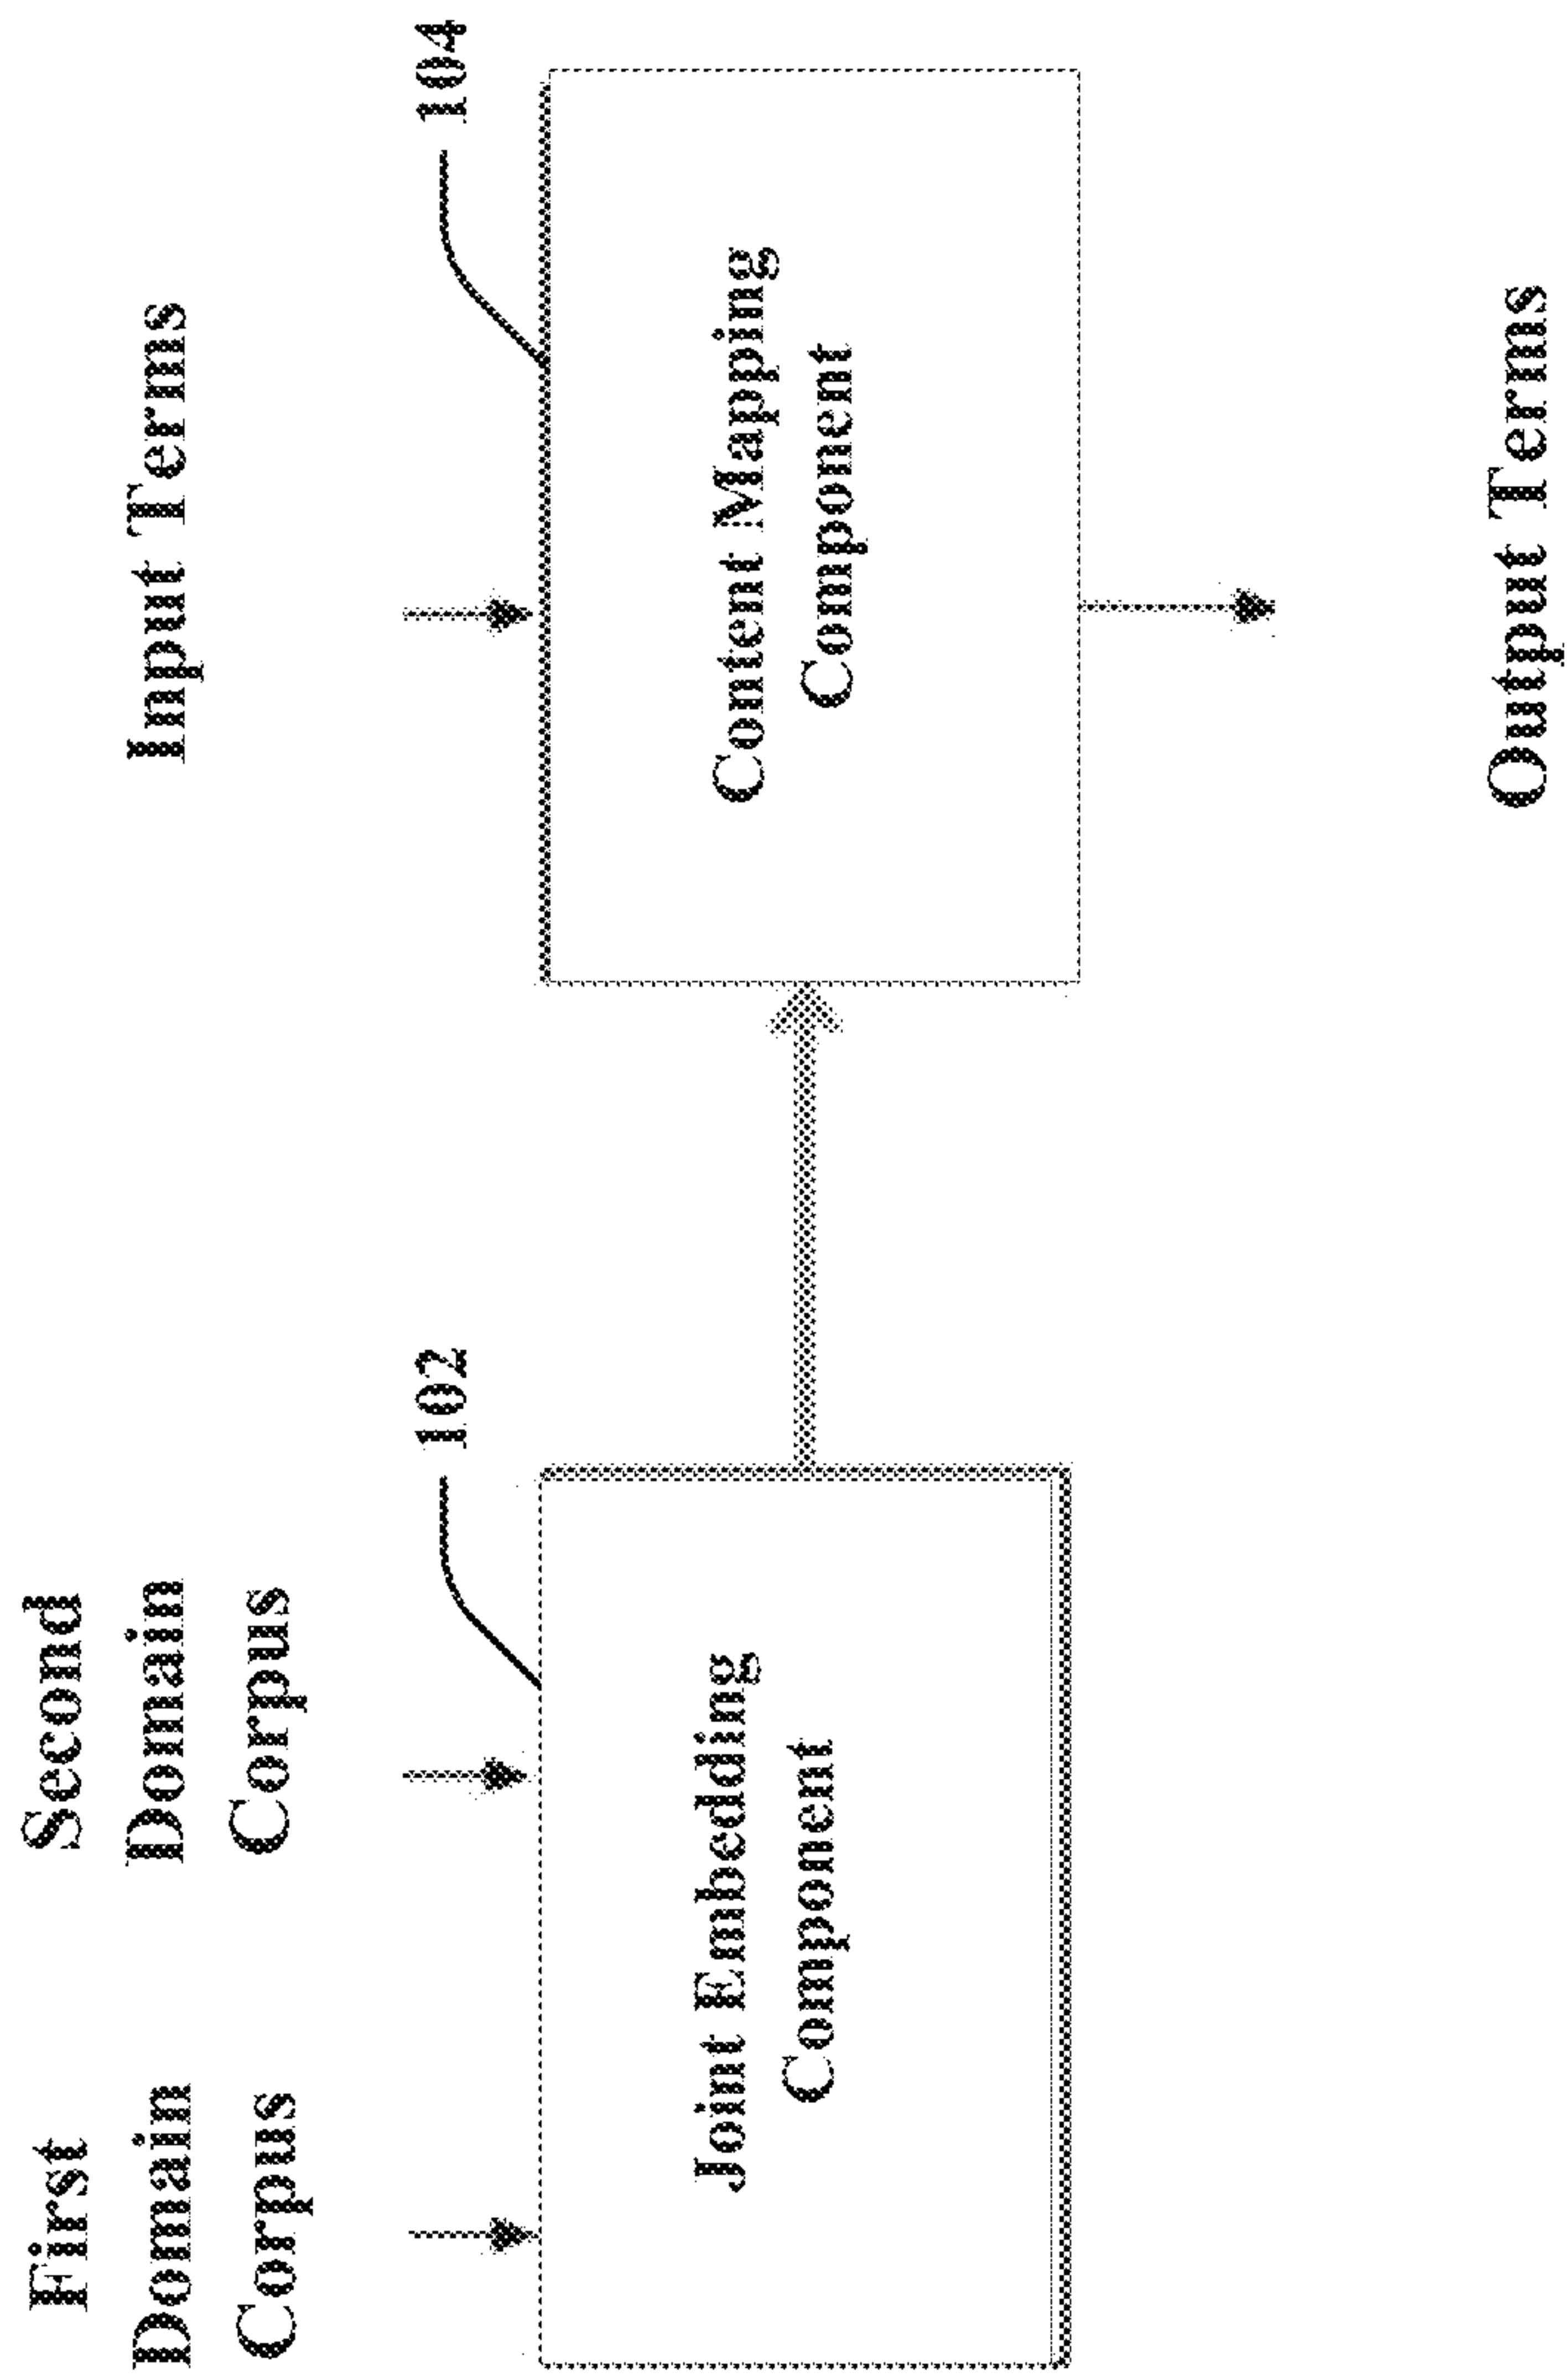 First
Domain
Corpus
Second
Domain
Corpus
102
Joint Embedding
Component
Input Terms
104
Content Mapping
Component
Output Terms